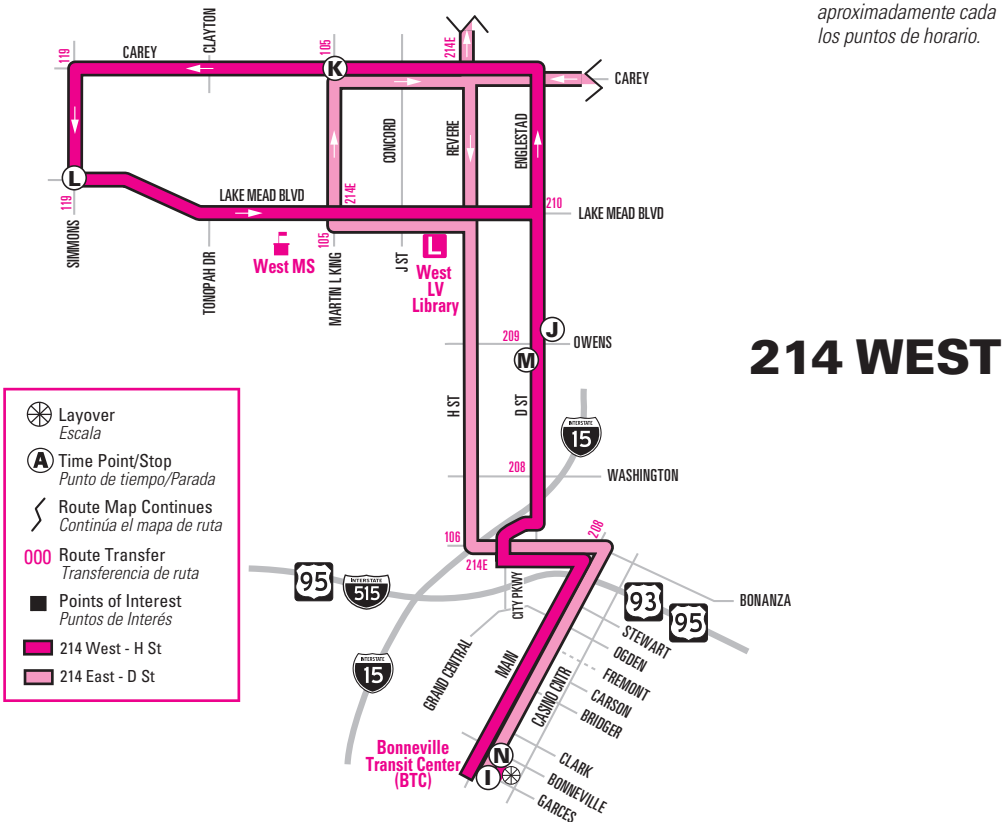 aproximadamente cada
los puntos de horario.
119
CAREY
CLAYTON
105
K
214E
CAREY
CONCORD
REVERE
ENGLESTAD
L
119
SIMMONS
LAKE MEAD BLVD
214E
210
LAKE MEAD BLVD
TONOPAH DR
West MS
105
MARTIN L KING
J ST
L
West
LV
Library
J
209
OWENS
M
214 WEST
H ST
D ST
INTERSTATE
15
208
WASHINGTON
Layover
Escala
A
Time Point/Stop
Punto de tiempo/Parada
Route Map Continues
Continúa el mapa de ruta
000
Route Transfer
Transferencia de ruta
Points of Interest
Puntos de Interés
214 West - H St
214 East - D St
106
214E
208
95
INTERSTATE
515
CITY PKWY
93
95
BONANZA
INTERSTATE
15
GRAND CENTRAL
MAIN
CASINO CNTR
STEWART
OGDEN
FREMONT
CARSON
BRIDGER
CLARK
BONNEVILLE
GARCES
Bonneville
Transit Center
(BTC)
N
I